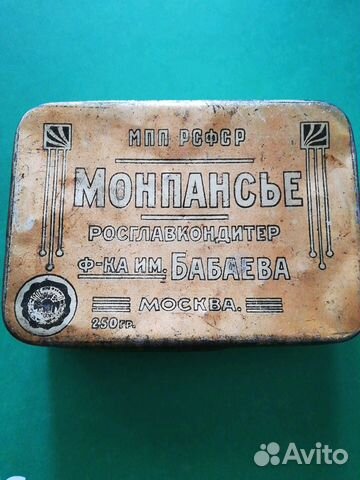 МПП РСФСР
МОНПАНСЬЕ
РОСГЛАВКОНДИТЕР
Ф-КА ИМ. БАБАЕВА
МОСКВА.
250 ГР.
Avito